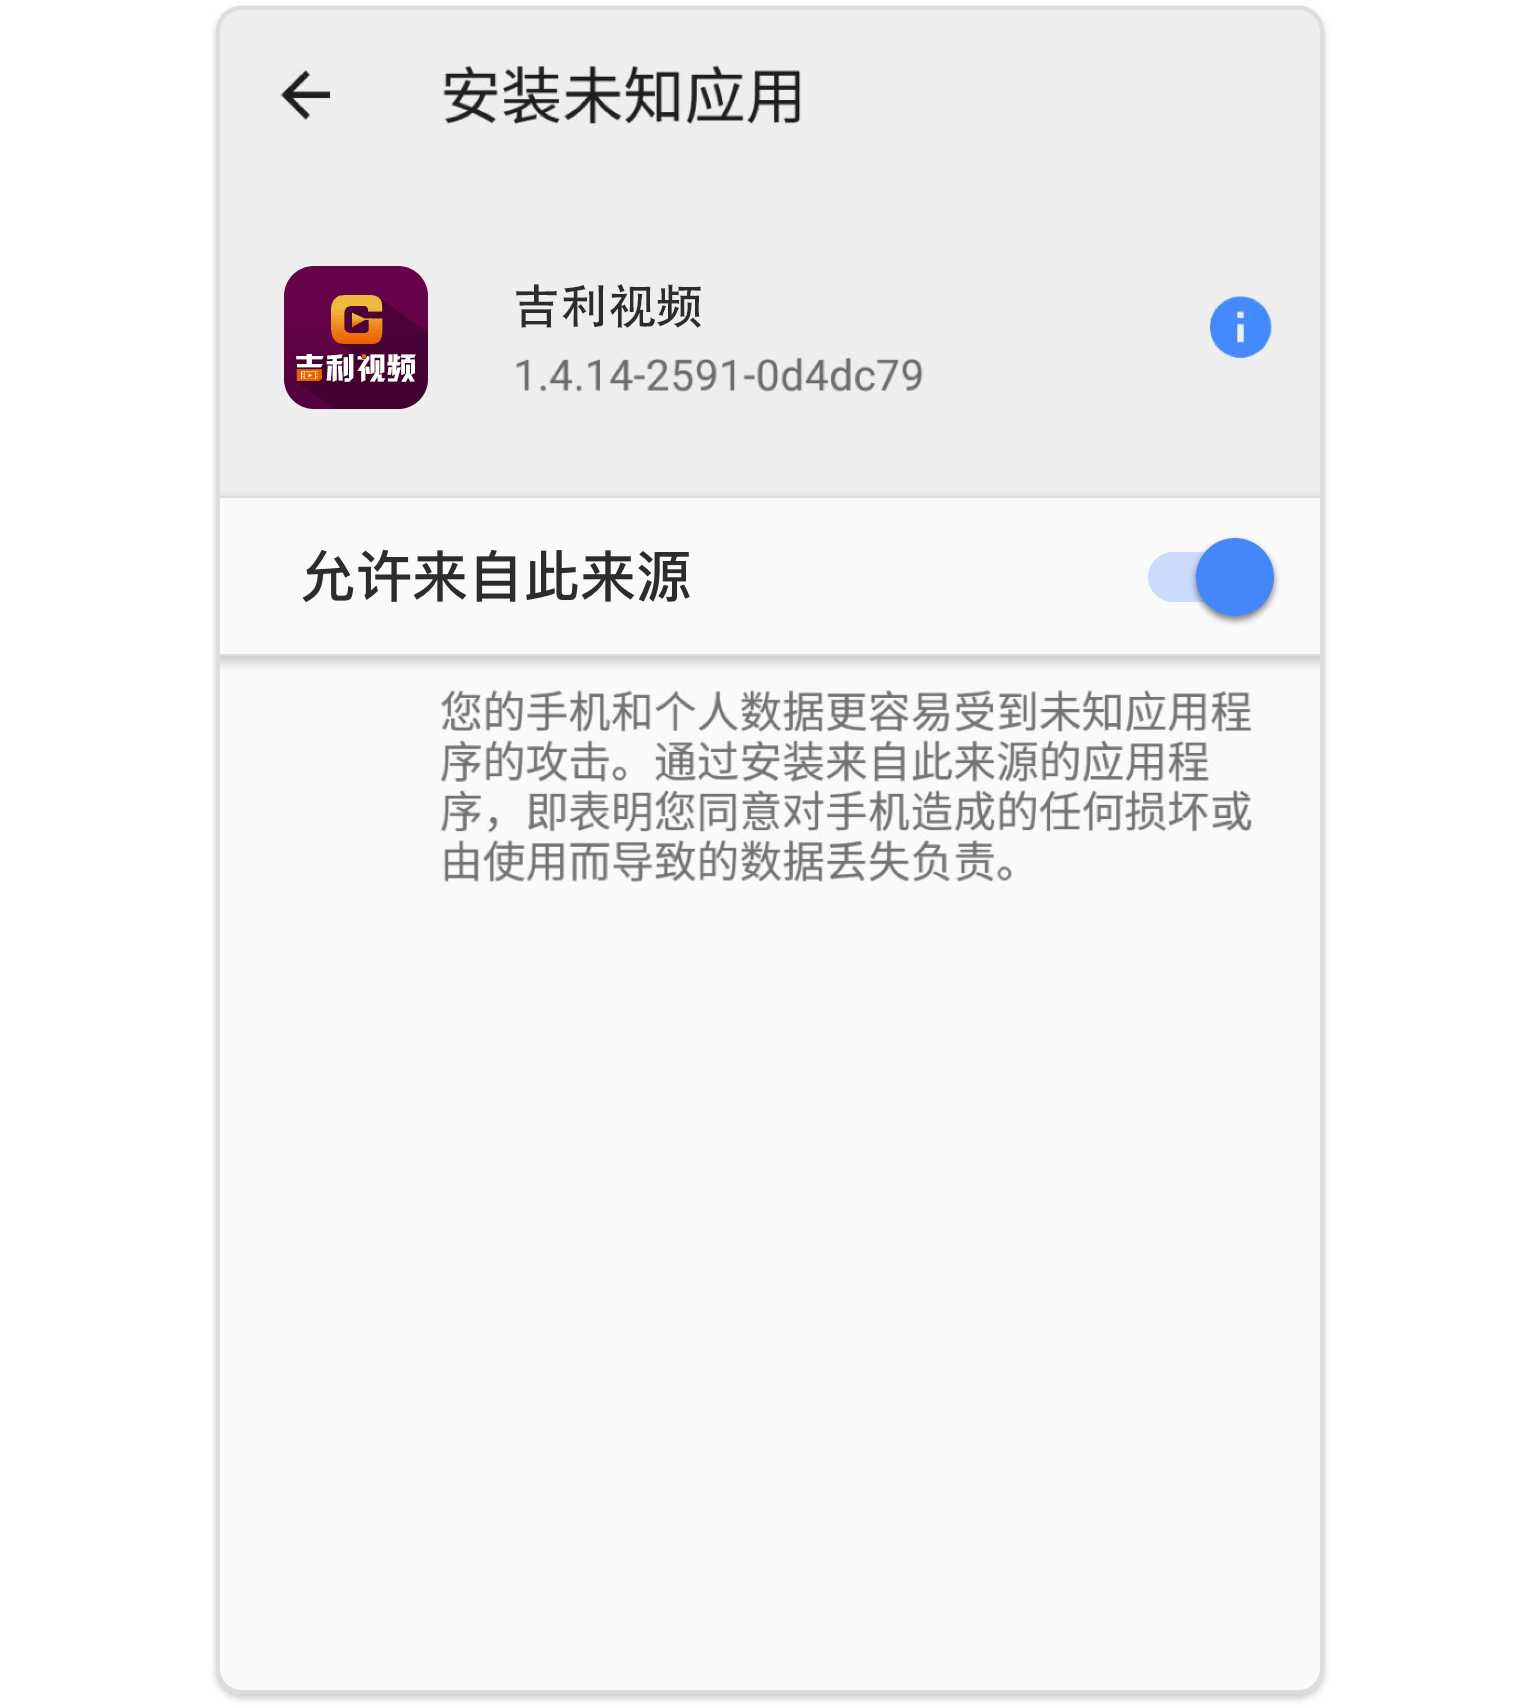 安装未知应用
吉利视频
吉利视频
1.4.14-2591-0d4dc79
允许来自此来源
您的手机和个人数据更容易受到未知应用程
序的攻击。通过安装来自此来源的应用程
序，即表明您同意对手机造成的任何损坏或
由使用而导致的数据丢失负责。